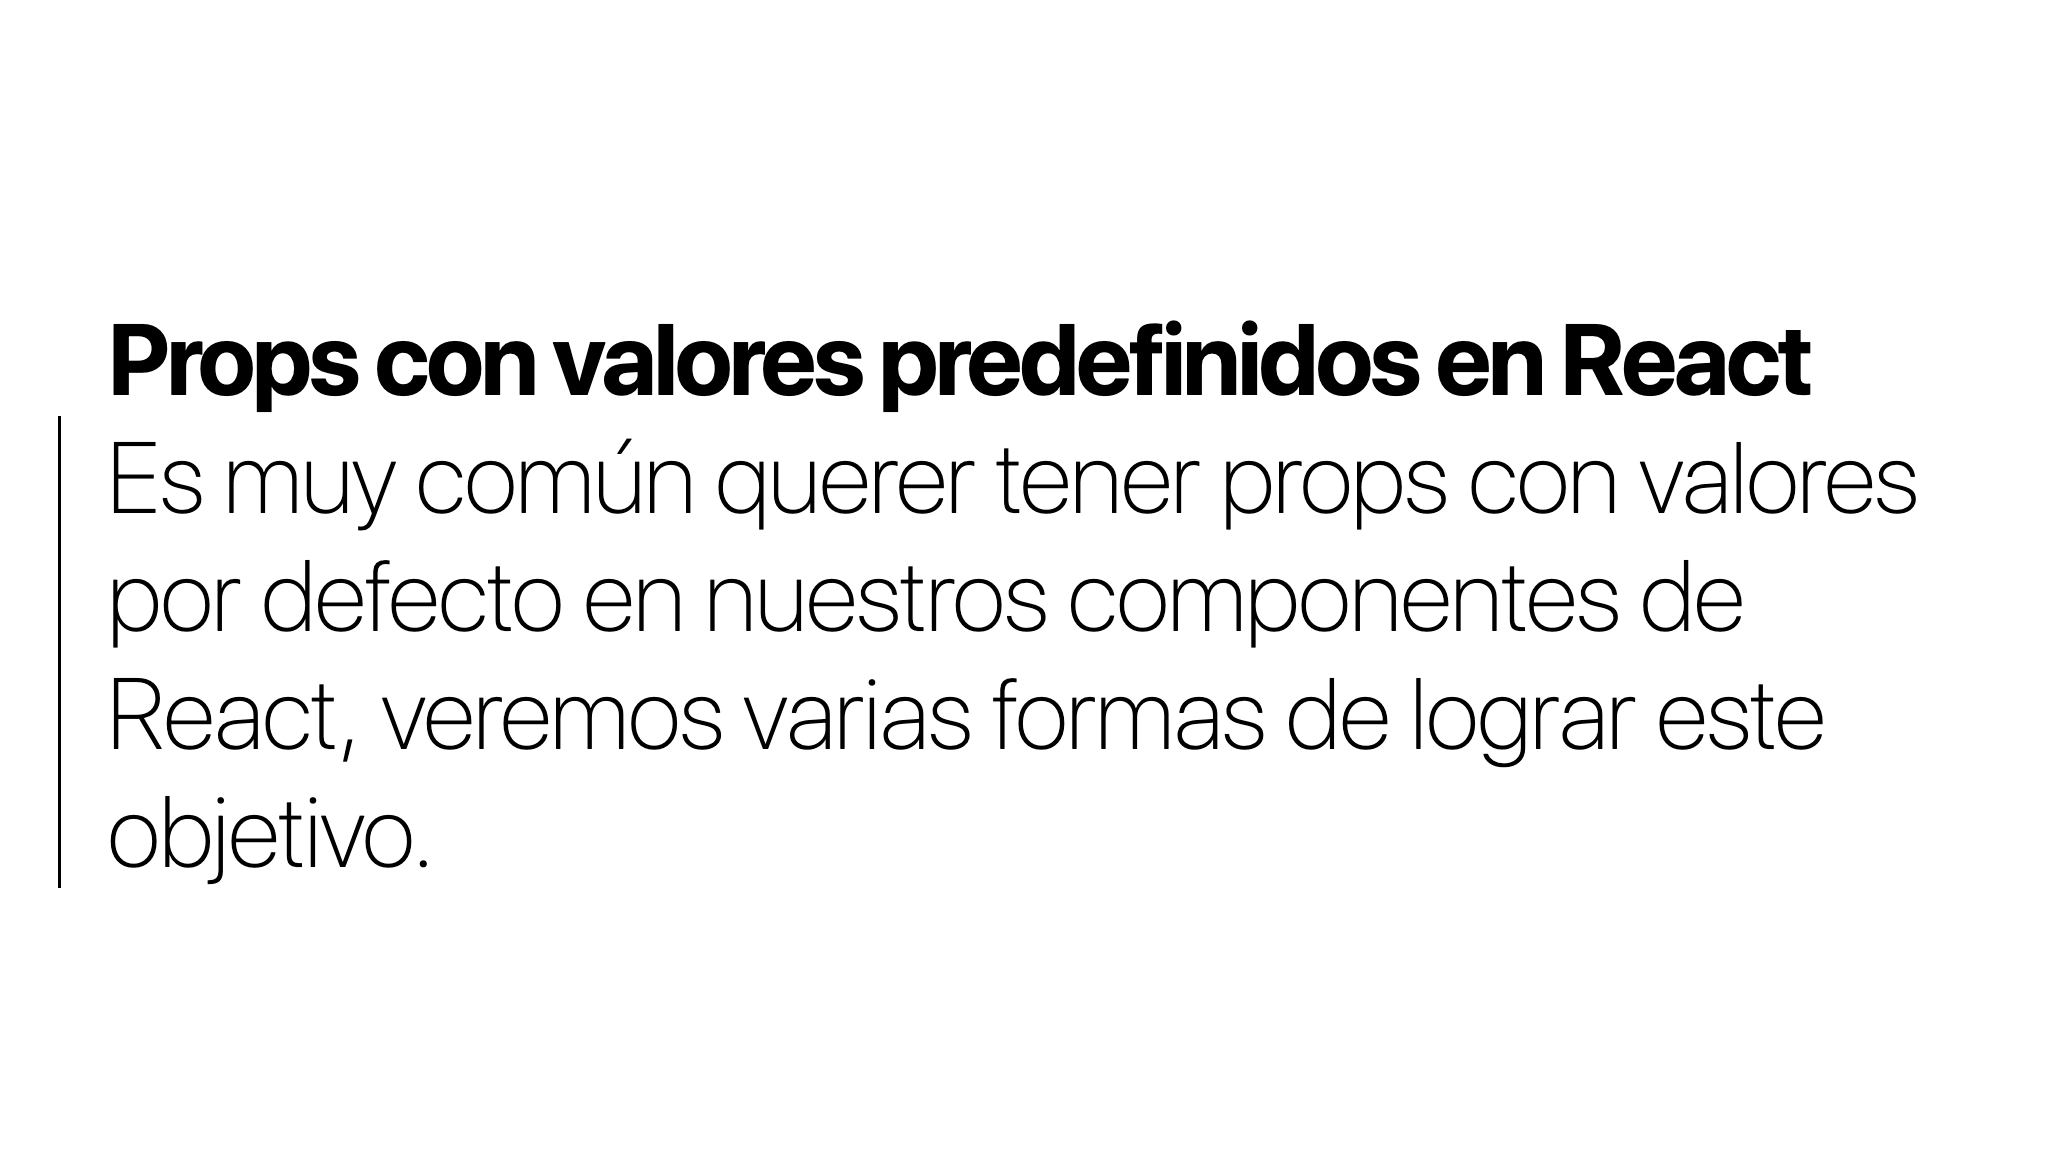 Props con valores predefinidos en React
Es muy común querer tener props con valores
por defecto en nuestros componentes de
React, veremos varias formas de lograr este
objetivo.